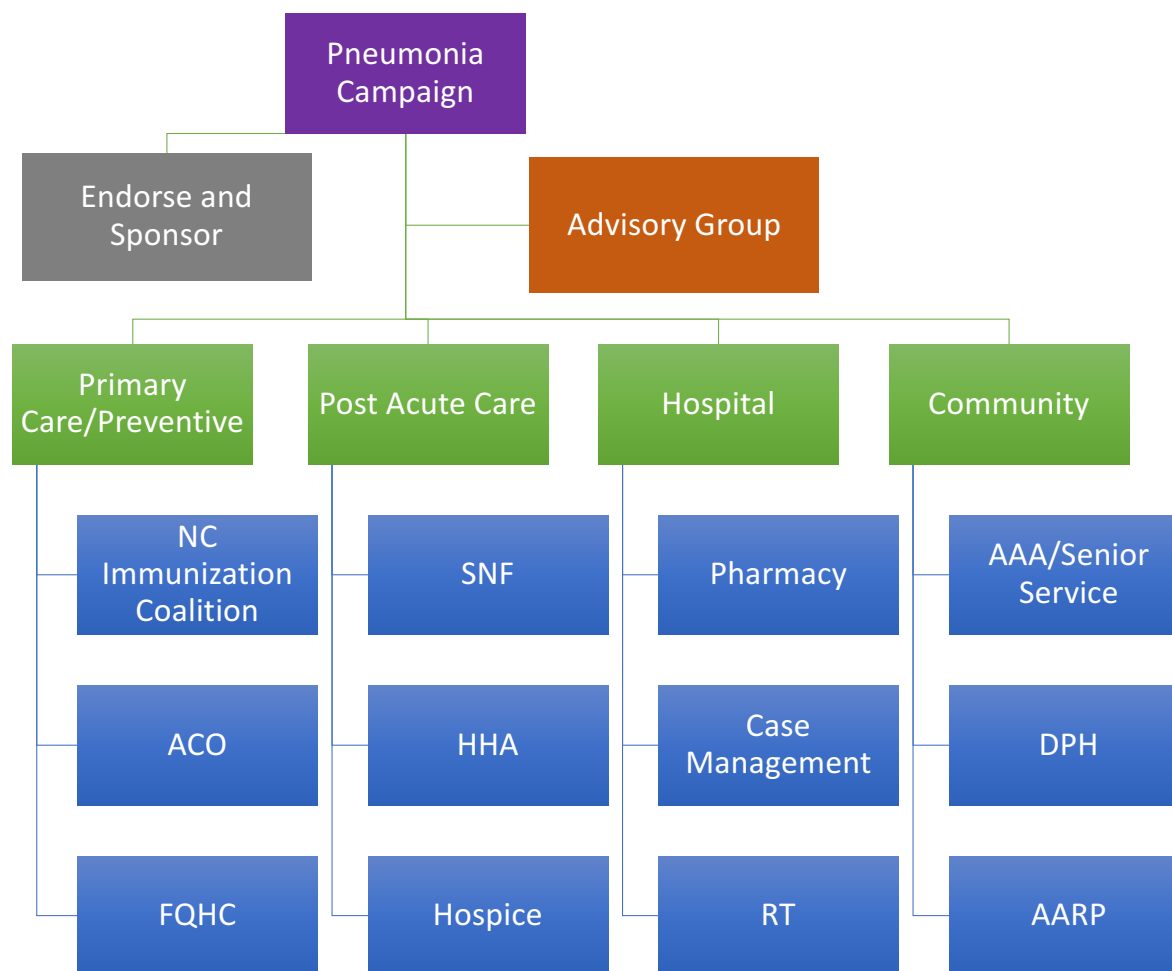 Pneumonia
Campaign
Endorse and
Sponsor
Advisory Group
Primary
Care/Preventive
Post Acute Care
Hospital
Community
NC
Immunization
Coalition
SNF
Pharmacy
AAA/Senior
Service
ACO
HHA
Case
Management
DPH
FQHC
Hospice
RT
AARP